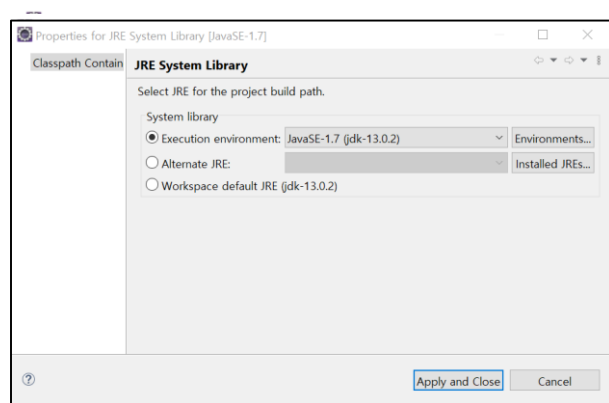 Properties for JRE System Library [JavaSE-1.7]
Classpath Contain
JRE System Library
Select JRE for the project build path.
System library
Execution environment: JavaSE-1.7 (jdk-13.0.2) Environments...
Alternate JRE: Installed JREs...
Workspace default JRE (jdk-13.0.2)
Apply and Close Cancel